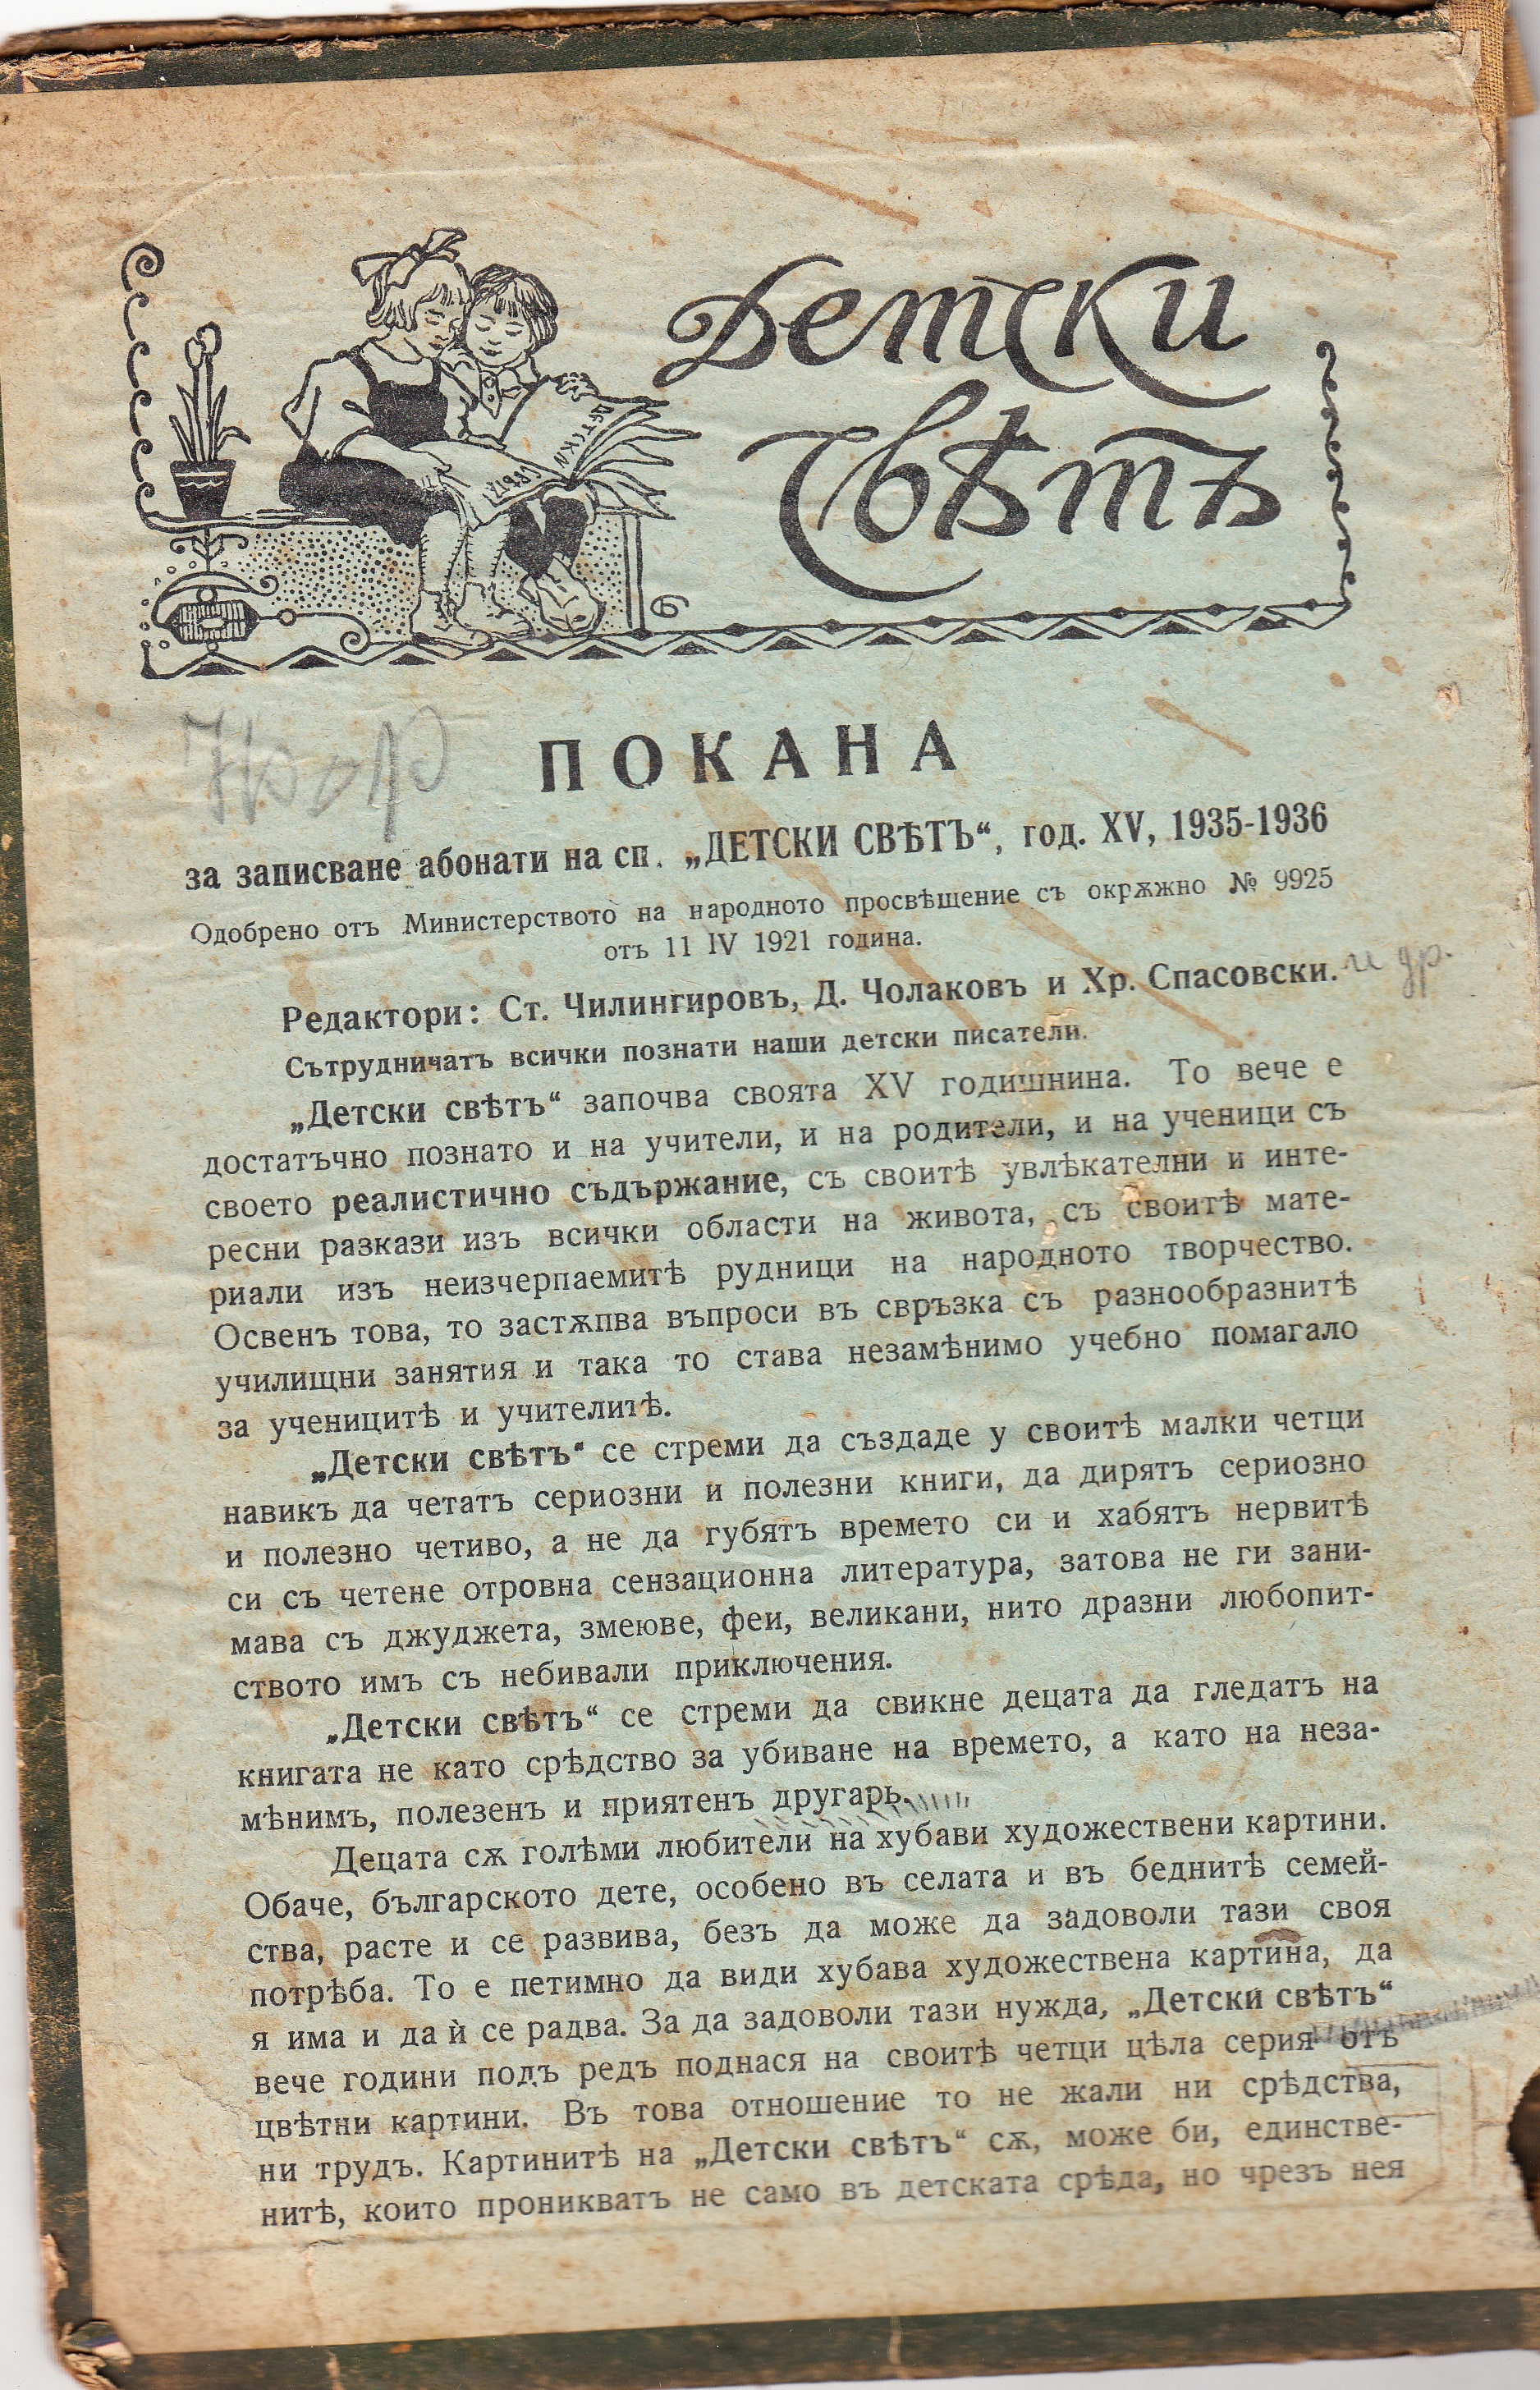 Детски
свѣтъ
ДЕТСКИ
СВѢТЪ
ПОКАНА
за записване абонати на сп. „ДЕТСКИ СВѢТЪ“, год. XV, 1935-1936
Одобрено отъ Министерството на народното просвѣщение съ окрѫжно № 9925
отъ 11 IV 1921 година.
Редактори: Ст. Чилингировъ, Д. Чолаковъ и Хр. Спасовски. и др.
Сътрудничатъ всички познати наши детски писатели.
„Детски свѣтъ“ започва своята XV годишнина. То вече е
достатъчно познато и на учители, и на родители, и на ученици съ
своето реалистично съдържание, съ своитѣ увлѣкателни и инте-
ресни разкази изъ всички области на живота, съ своитѣ мате-
риали изъ неизчерпаемитѣ рудници на народното творчество.
Освенъ това, то застѫпва въпроси въ свръзка съ разнообразнитѣ
училищни занятия и така то става незамѣнимо учебно помагало
за ученицитѣ и учителитѣ.
„Детски свѣтъ“ се стреми да създаде у своитѣ малки четци
навикъ да четатъ сериозни и полезни книги, да дирятъ сериозно
и полезно четиво, а не да губятъ времето си и хабятъ нервитѣ
си съ четене отровна сензационна литература, затова не ги зани-
мава съ джуджета, змеюве, феи, великани, нито дразни любопит-
ството имъ съ небивали приключения.
„Детски свѣтъ“ се стреми да свикне децата да гледатъ на
книгата не като срѣдство за убиване на времето, а като на неза-
мѣнимъ, полезенъ и приятенъ другарь.
Децата сѫ голѣми любители на хубави художествени картини.
Обаче, българското дете, особено въ селата и въ беднитѣ семей-
ства, расте и се развива, безъ да може да задоволи тази своя
потрѣба. То е петимно да види хубава художествена картина, да
я има и да ѝ се радва. За да задоволи тази нужда, „Детски свѣтъ“
вече години подъ редъ поднася на своитѣ четци цѣла серия отъ
цвѣтни картини. Въ това отношение то не жали ни срѣдства,
ни трудъ. Картинитѣ на „Детски свѣтъ“ сѫ, може би, единстве-
нитѣ, които проникватъ не само въ детската срѣда, но чрезъ нея